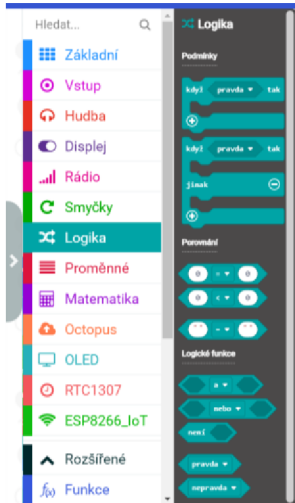 Hledat...
Základní
Vstup
Hudba
Displej
Rádio
Smyčky
Logika
Proměnné
Matematika
Octopus
OLED
RTC1307
ESP8266_IoT
Rozšířené
f(x) Funkce
Logika
Podmínky
když pravda tak
když pravda tak
jinak
Porovnání
0 = 0
0 < 0
"" = ""
Logické funkce
a
nebo
není
pravda
nepravda